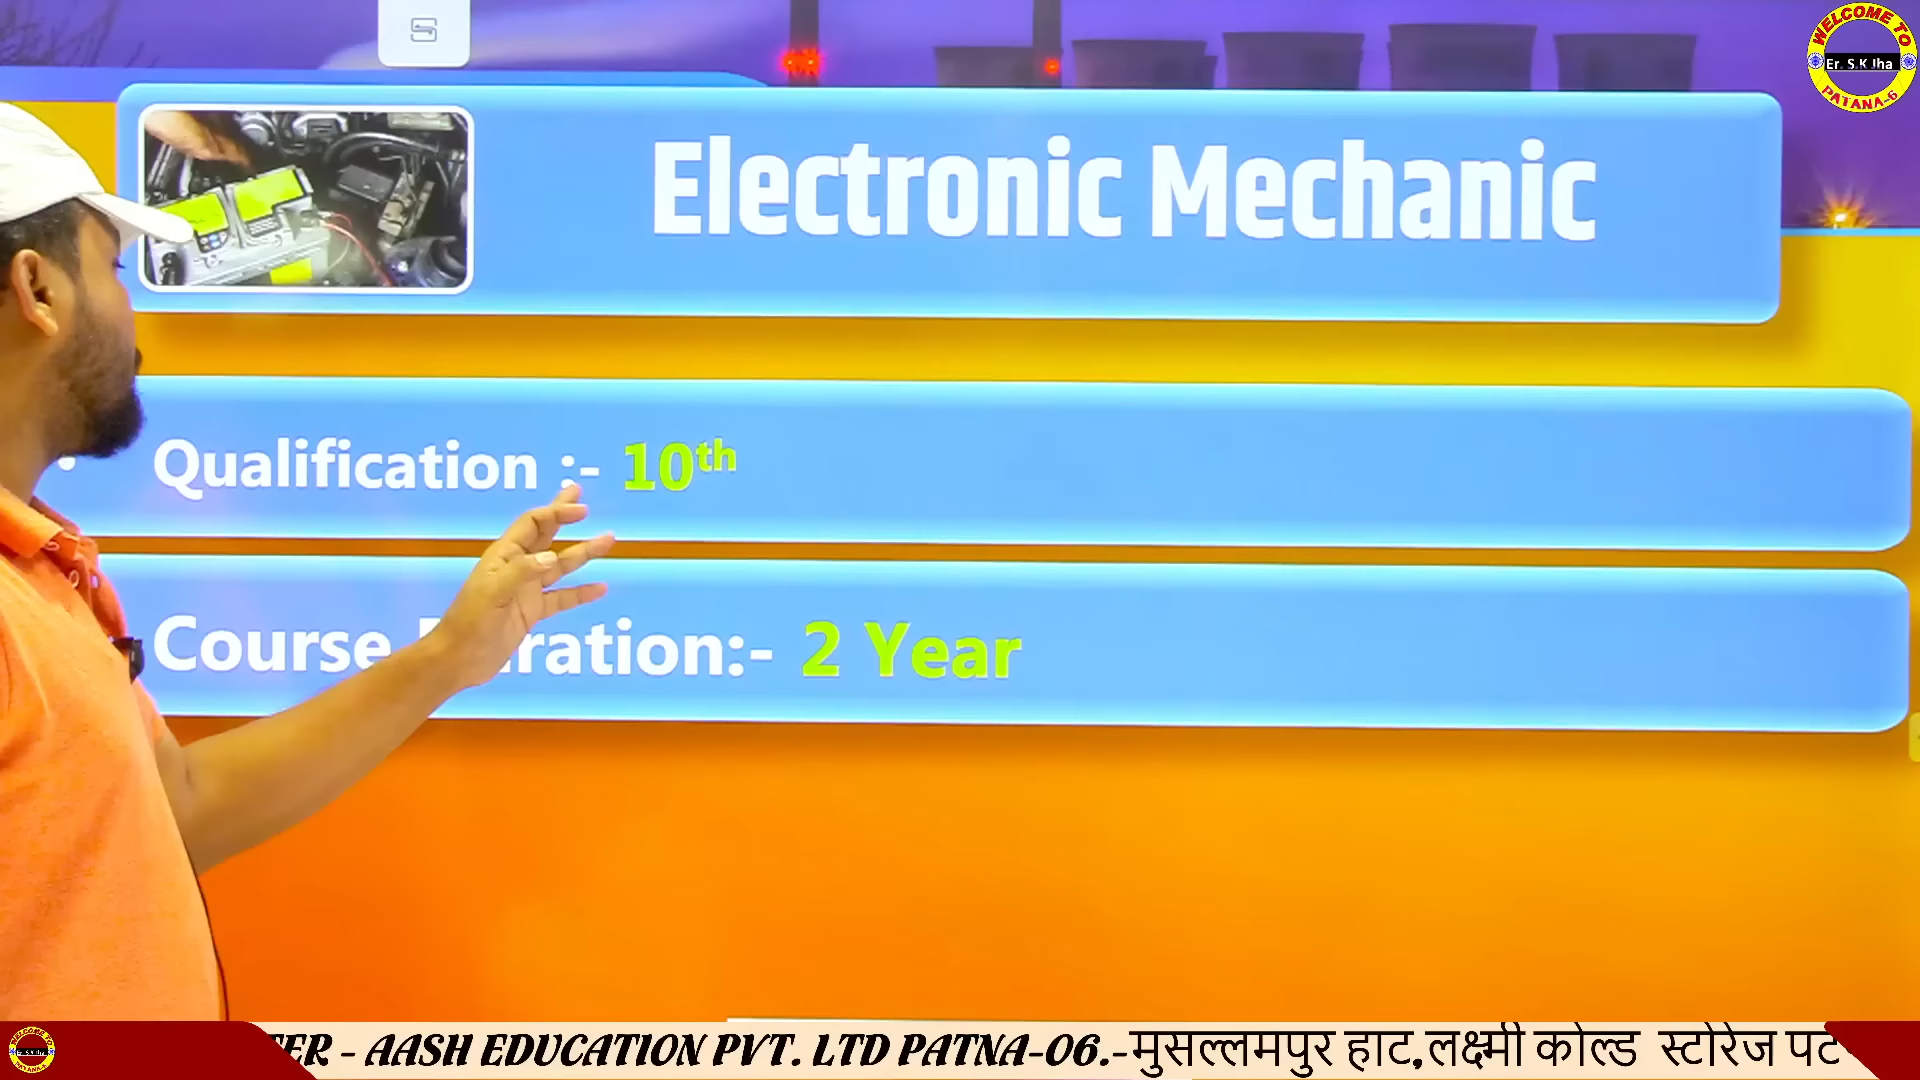 WELCOME TO
Er. S.K Jha
PATANA-6
Electronic Mechanic
Qualification :- 10th
Course ration:- 2 Year
TER - AASH EDUCATION PVT. LTD PATNA-06.-मुसल्लमपुर हाट,लक्ष्मी कोल्ड स्टोरेज पट